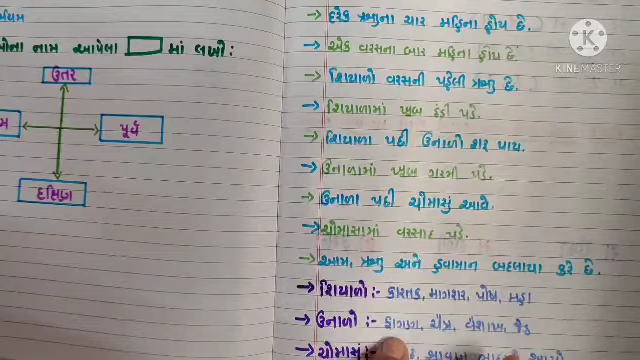 ોના નામ આપેલા માં લખો:
ઉત્તર
પૂર્વ
દક્ષિણ
→ દરેક ઋતુના ચાર મહિના હોય છે.
→ એક વરસના બાર મહિના હોય છે.
→ શિયાળો વરસની પહેલી ઋતુ છે.
→ શિયાળામાં ખુબ ઠંડી પડે.
→ શિયાળા પછી ઉનાળો શરૂ થાય.
→ ઉનાળામાં ખુબ ગરમી પડે.
→ ઉનાળા પછી ચોમાસું આવે.
→ ચોમાસામાં વરસાદ પડે.
→ આમ, ઋતુ અને હવામાન બદલાયા કરે છે.
→ શિયાળો :- કારતક, માગશર, પોષ, મહા
→ ઉનાળો :- ફાગણ, ચૈત્ર, વૈશાખ, જેઠ
→ ચોમાસું :- શ્રાવણ
KINEMASTER